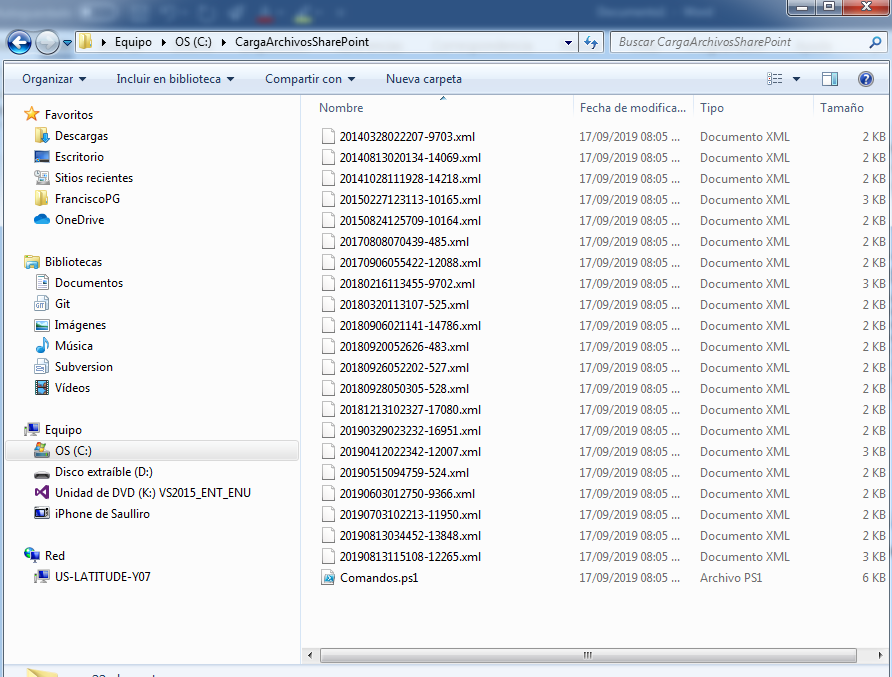 Equipo ▸ OS (C:) ▸ CargaArchivosSharePoint
Buscar CargaArchivosSharePoint
Organizar Incluir en biblioteca Compartir con Nueva carpeta
Favoritos
Descargas
Escritorio
Sitios recientes
FranciscoPG
OneDrive
Bibliotecas
Documentos
Git
Imágenes
Música
Subversion
Vídeos
Equipo
OS (C:)
Disco extraíble (D:)
Unidad de DVD (K:) VS2015_ENT_ENU
iPhone de Saulliro
Red
US-LATITUDE-Y07
Nombre Fecha de modifica... Tipo Tamaño
20140328022207-9703.xml 17/09/2019 08:05 ... Documento XML 2 KB
20140813020134-14069.xml 17/09/2019 08:05 ... Documento XML 2 KB
20141028111928-14218.xml 17/09/2019 08:05 ... Documento XML 2 KB
20150227123113-10165.xml 17/09/2019 08:05 ... Documento XML 3 KB
20150824125709-10164.xml 17/09/2019 08:05 ... Documento XML 2 KB
20170808070439-485.xml 17/09/2019 08:05 ... Documento XML 2 KB
20170906055422-12088.xml 17/09/2019 08:05 ... Documento XML 2 KB
20180216113455-9702.xml 17/09/2019 08:05 ... Documento XML 3 KB
20180320113107-525.xml 17/09/2019 08:05 ... Documento XML 2 KB
20180906021141-14786.xml 17/09/2019 08:05 ... Documento XML 2 KB
20180920052626-483.xml 17/09/2019 08:05 ... Documento XML 2 KB
20180926052202-527.xml 17/09/2019 08:05 ... Documento XML 2 KB
20180928050305-528.xml 17/09/2019 08:05 ... Documento XML 2 KB
20181213102327-17080.xml 17/09/2019 08:05 ... Documento XML 2 KB
20190329023232-16951.xml 17/09/2019 08:05 ... Documento XML 2 KB
20190412022342-12007.xml 17/09/2019 08:05 ... Documento XML 3 KB
20190515094759-524.xml 17/09/2019 08:05 ... Documento XML 2 KB
20190603012750-9366.xml 17/09/2019 08:05 ... Documento XML 2 KB
20190703102213-11950.xml 17/09/2019 08:05 ... Documento XML 2 KB
20190813034452-13848.xml 17/09/2019 08:05 ... Documento XML 2 KB
20190813115108-12265.xml 17/09/2019 08:05 ... Documento XML 3 KB
Comandos.ps1 17/09/2019 08:05 ... Archivo PS1 6 KB